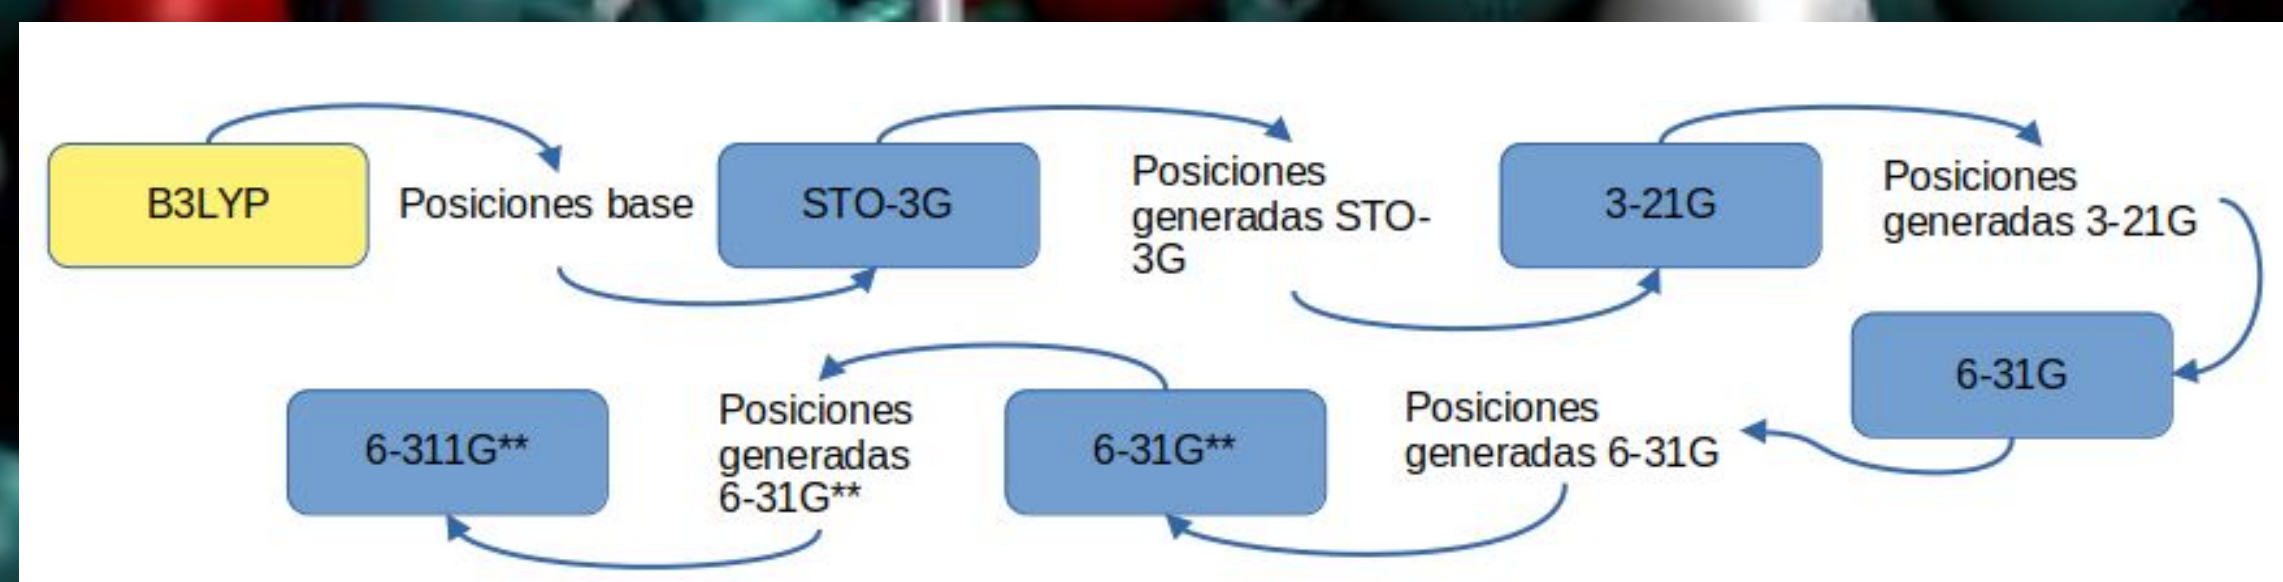 B3LYP
Posiciones base
STO-3G
Posiciones
generadas STO-
3G
3-21G
Posiciones
generadas 3-21G
6-31G
Posiciones
generadas 6-31G
6-31G**
Posiciones
generadas
6-31G**
6-311G**